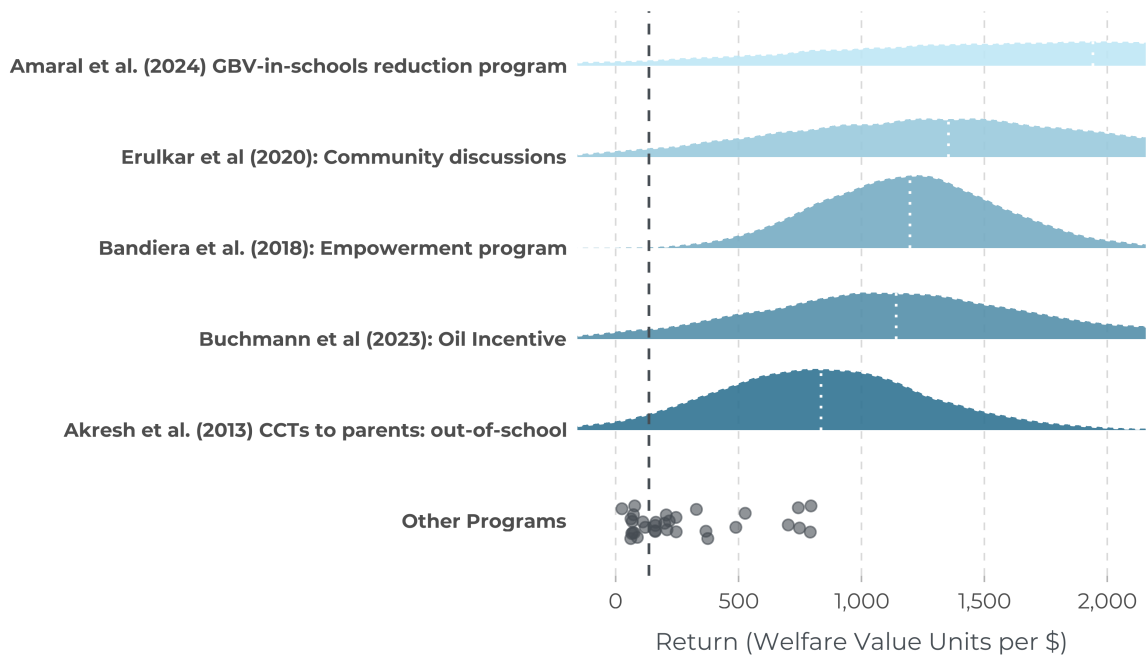 Amaral et al. (2024) GBV-in-schools reduction program
Erulkar et al (2020): Community discussions
Bandiera et al. (2018): Empowerment program
Buchmann et al (2023): Oil Incentive
Akresh et al. (2013) CCTs to parents: out-of-school
Other Programs
0 500 1,000 1,500 2,000
Return (Welfare Value Units per $)